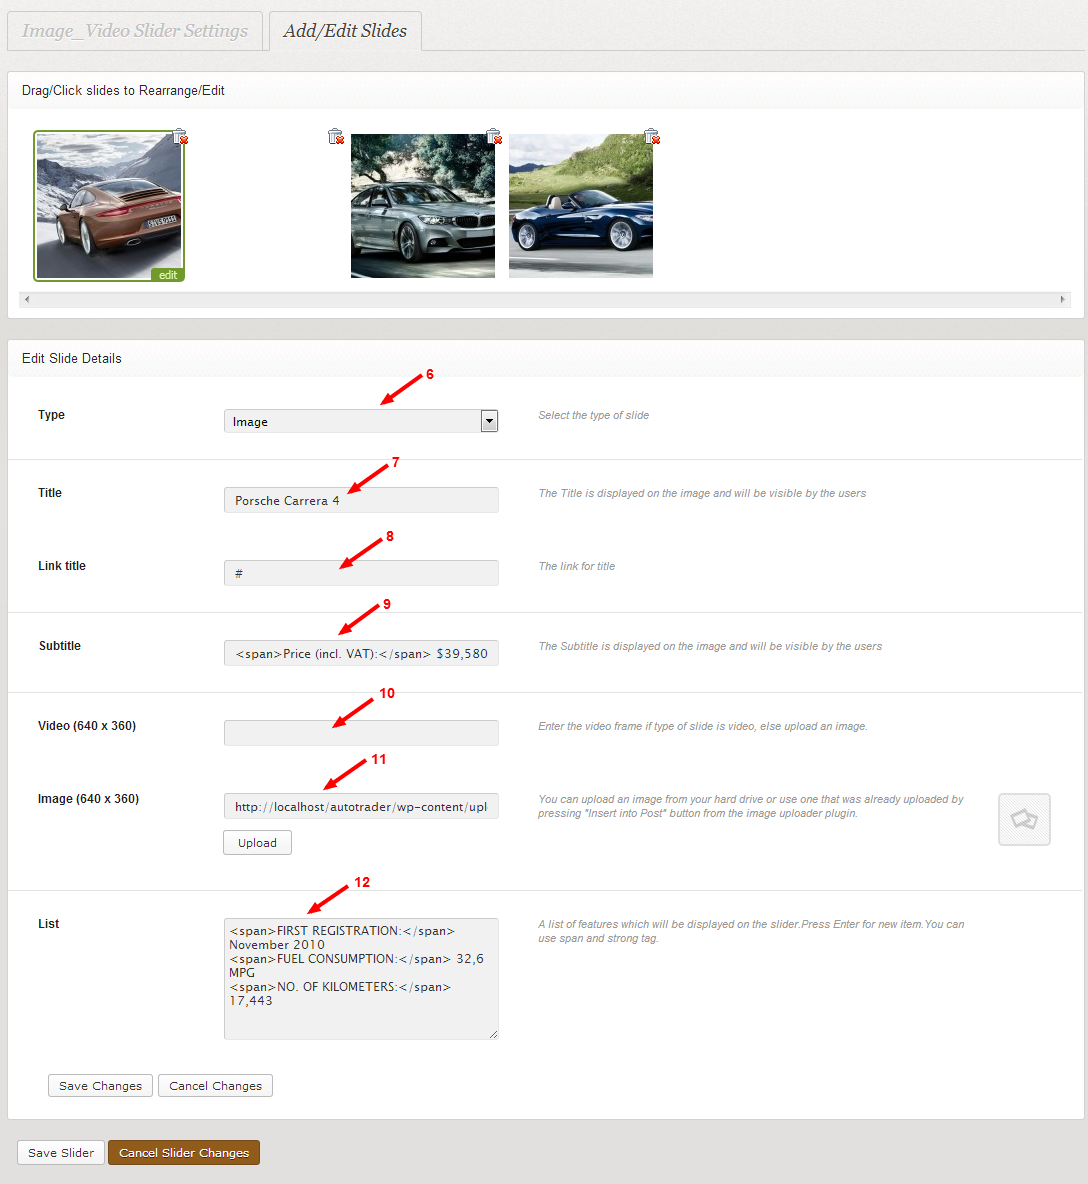 Image_Video Slider Settings
Add/Edit Slides
Drag/Click slides to Rearrange/Edit
edit
Edit Slide Details
6
Type
Image
Select the type of slide
7
Title
Porsche Carrera 4
The Title is displayed on the image and will be visible by the users
8
Link title
#
The link for title
9
Subtitle
<span>Price (incl. VAT):</span> $39,580
The Subtitle is displayed on the image and will be visible by the users
10
Video (640 x 360)
Enter the video frame if type of slide is video, else upload an image.
11
Image (640 x 360)
http://localhost/autotrader/wp-content/upl
You can upload an image from your hard drive or use one that was already uploaded by
pressing "Insert into Post" button from the image uploader plugin.
Upload
12
List
<span>FIRST REGISTRATION:</span>
November 2010
<span>FUEL CONSUMPTION:</span> 32,6
MPG
<span>NO. OF KILOMETERS:</span>
17,443
A list of features which will be displayed on the slider.Press Enter for new item.You can
use span and strong tag.
Save Changes
Cancel Changes
Save Slider
Cancel Slider Changes